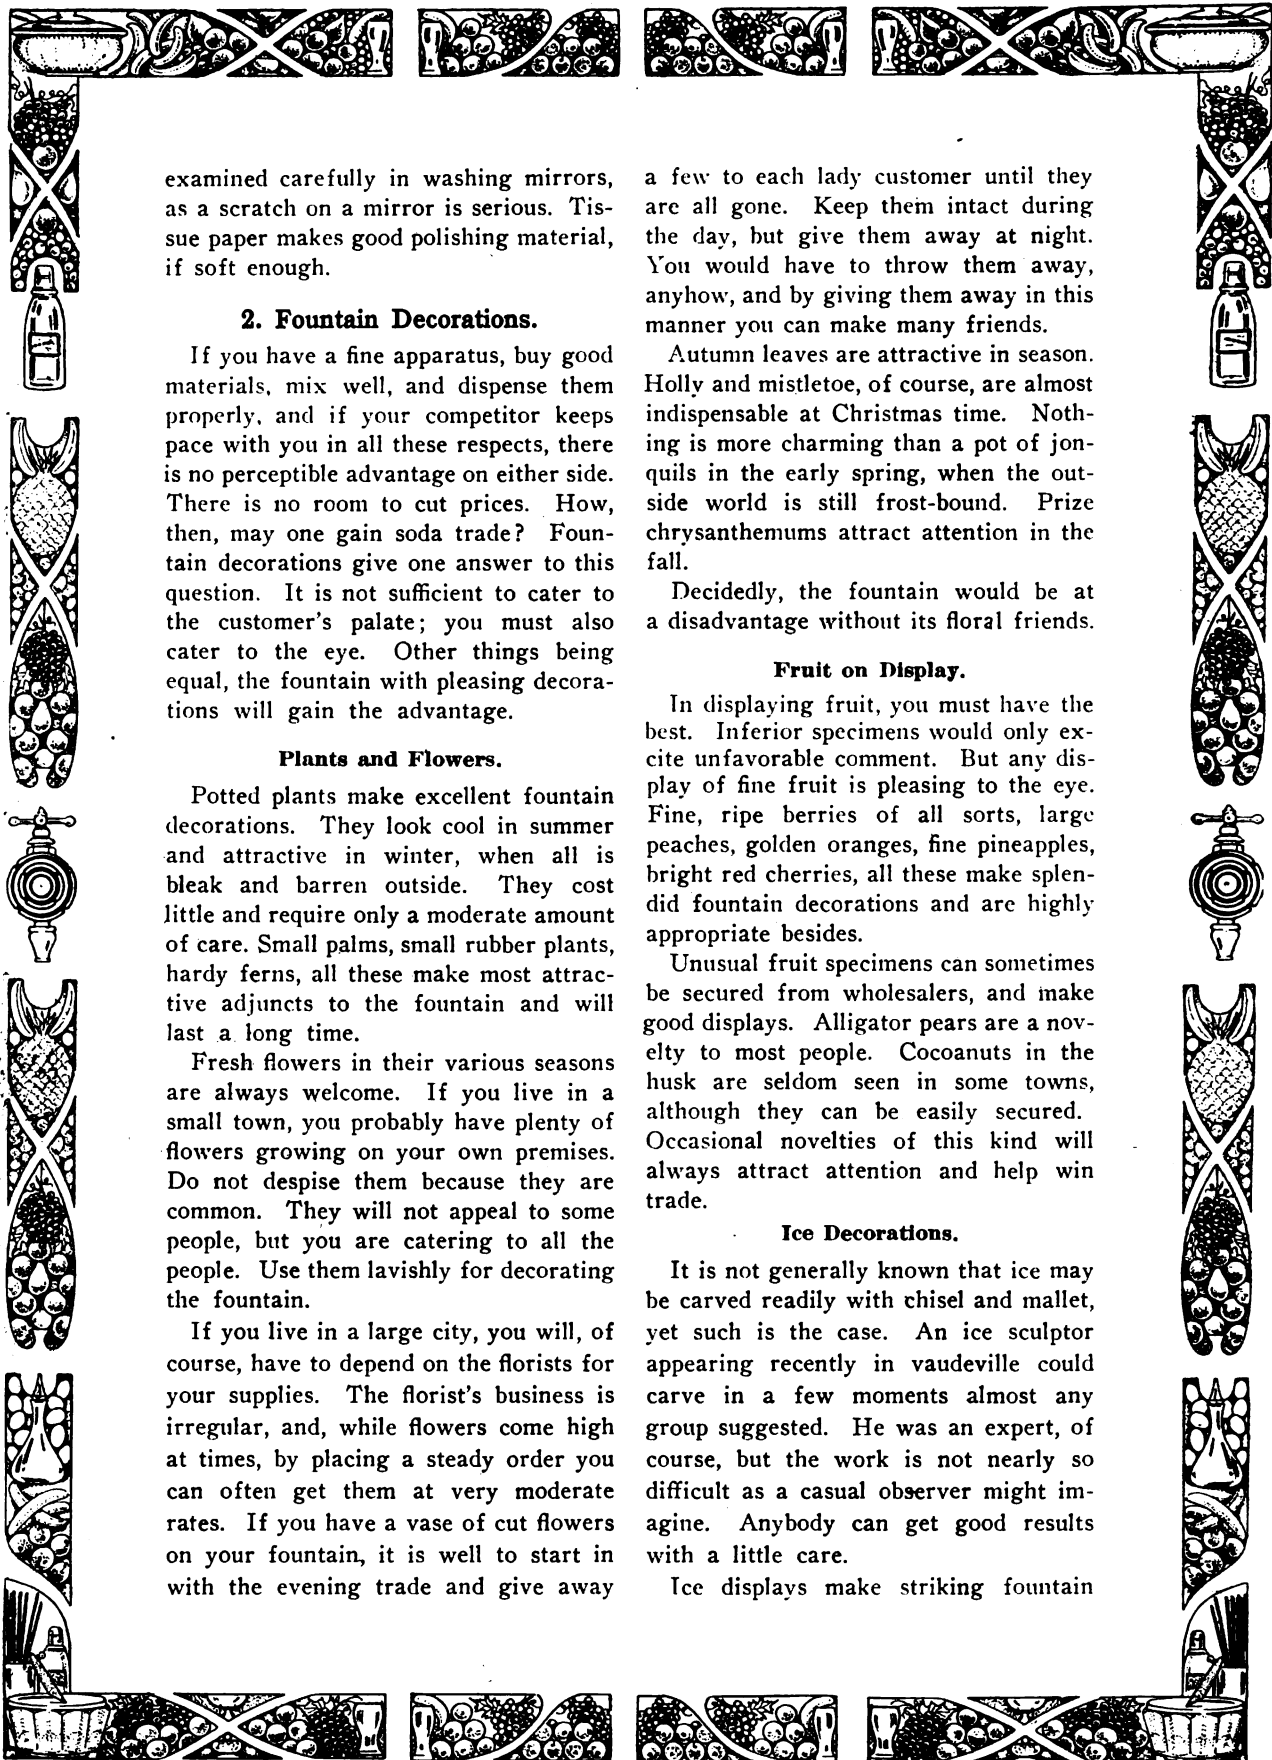 examined carefully in washing mirrors,
as a scratch on a mirror is serious. Tis-
sue paper makes good polishing material,
if soft enough.
2. Fountain Decorations.
If you have a fine apparatus, buy good
materials, mix well, and dispense them
properly, and if your competitor keeps
pace with you in all these respects, there
is no perceptible advantage on either side.
There is no room to cut prices. How,
then, may one gain soda trade? Foun-
tain decorations give one answer to this
question. It is not sufficient to cater to
the customer's palate; you must also
cater to the eye. Other things being
equal, the fountain with pleasing decora-
tions will gain the advantage.
Plants and Flowers.
Potted plants make excellent fountain
decorations. They look cool in summer
and attractive in winter, when all is
bleak and barren outside. They cost
little and require only a moderate amount
of care. Small palms, small rubber plants,
hardy ferns, all these make most attrac-
tive adjuncts to the fountain and will
last a long time.
Fresh flowers in their various seasons
are always welcome. If you live in a
small town, you probably have plenty of
flowers growing on your own premises.
Do not despise them because they are
common. They will not appeal to some
people, but you are catering to all the
people. Use them lavishly for decorating
the fountain.
If you live in a large city, you will, of
course, have to depend on the florists for
your supplies. The florist's business is
irregular, and, while flowers come high
at times, by placing a steady order you
can often get them at very moderate
rates. If you have a vase of cut flowers
on your fountain, it is well to start in
with the evening trade and give away
a few to each lady customer until they
are all gone. Keep them intact during
the day, but give them away at night.
You would have to throw them away,
anyhow, and by giving them away in this
manner you can make many friends.
Autumn leaves are attractive in season.
Holly and mistletoe, of course, are almost
indispensable at Christmas time. Noth-
ing is more charming than a pot of jon-
quils in the early spring, when the out-
side world is still frost-bound. Prize
chrysanthemums attract attention in the
fall.
Decidedly, the fountain would be at
a disadvantage without its floral friends.
Fruit on Display.
In displaying fruit, you must have the
best. Inferior specimens would only ex-
cite unfavorable comment. But any dis-
play of fine fruit is pleasing to the eye.
Fine, ripe berries of all sorts, large
peaches, golden oranges, fine pineapples,
bright red cherries, all these make splen-
did fountain decorations and are highly
appropriate besides.
Unusual fruit specimens can sometimes
be secured from wholesalers, and make
good displays. Alligator pears are a nov-
elty to most people. Cocoanuts in the
husk are seldom seen in some towns,
although they can be easily secured.
Occasional novelties of this kind will
always attract attention and help win
trade.
Ice Decorations.
It is not generally known that ice may
be carved readily with chisel and mallet,
yet such is the case. An ice sculptor
appearing recently in vaudeville could
carve in a few moments almost any
group suggested. He was an expert, of
course, but the work is not nearly so
difficult as a casual observer might im-
agine. Anybody can get good results
with a little care.
Ice displays make striking fountain